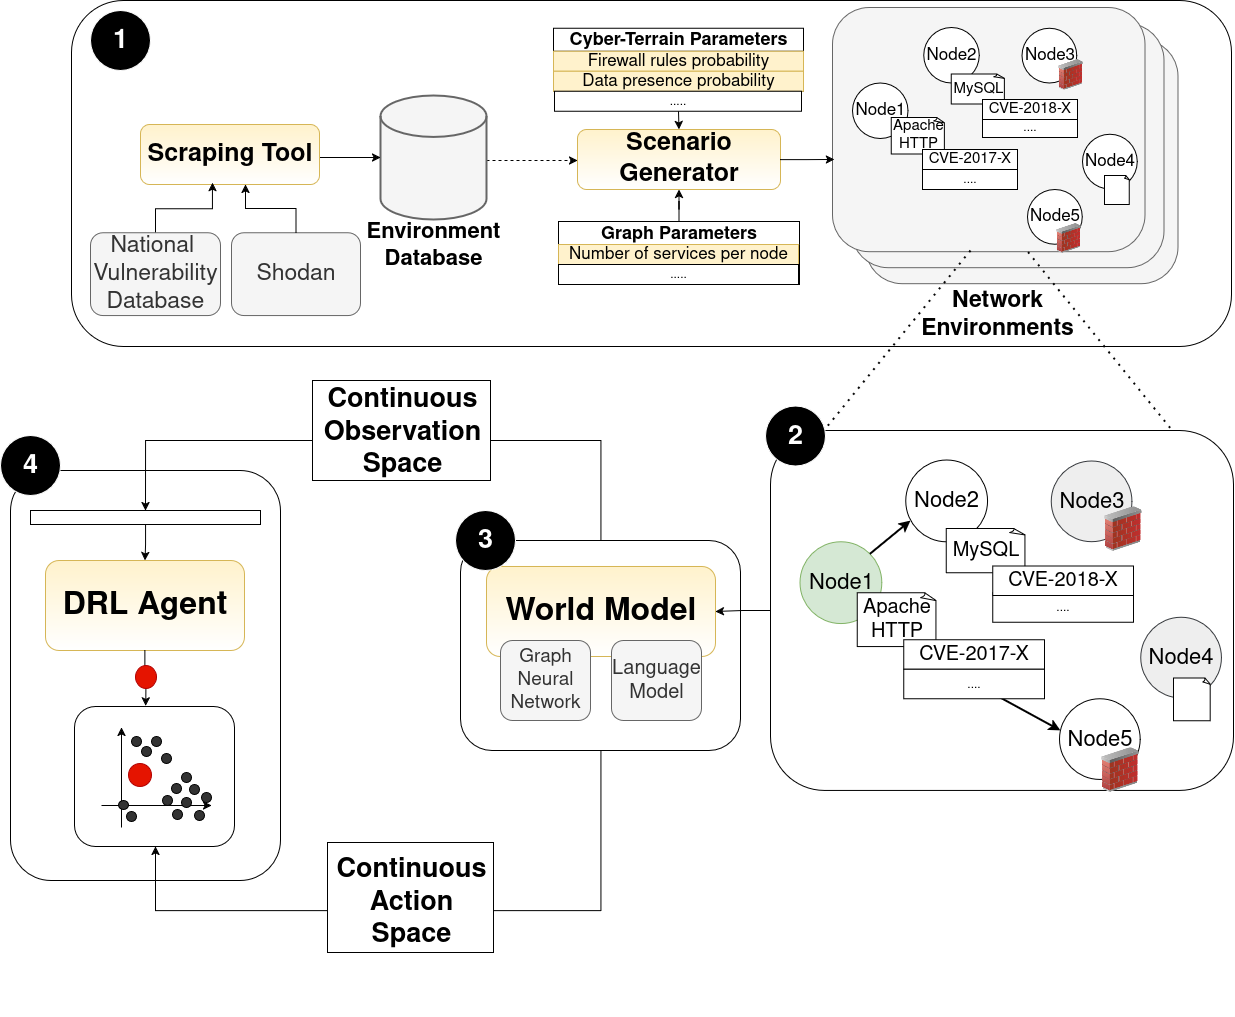 1
Scraping Tool
National
Vulnerability
Database
Shodan
Environment
Database
Cyber-Terrain Parameters
Firewall rules probability
Data presence probability
.....
Scenario
Generator
Graph Parameters
Number of services per node
.....
Node1
Apache
HTTP
CVE-2017-X
....
Node2
MySQL
CVE-2018-X
....
Node3
Node4
Node5
Network
Environments
2
Node1
Apache
HTTP
CVE-2017-X
....
Node2
MySQL
CVE-2018-X
....
Node3
Node4
Node5
3
World Model
Graph
Neural
Network
Language
Model
Continuous
Observation
Space
Continuous
Action
Space
4
DRL Agent